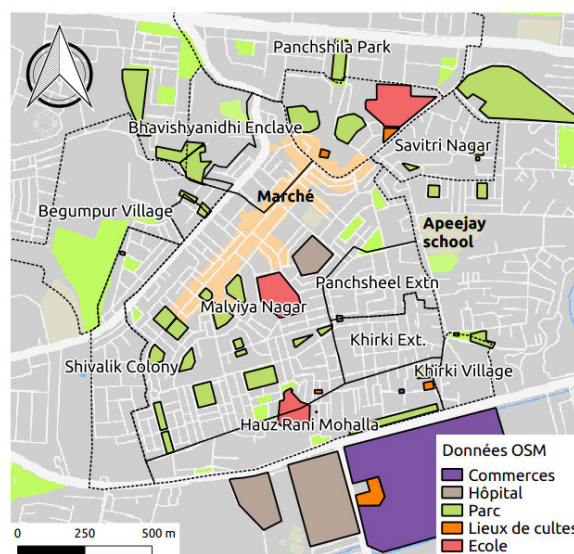 Panchshila Park
Bhavishyanidhi Enclave
Savitri Nagar
Marché
Begumpur Village
Apeejay
school
Panchsheel Extn
Malviya Nagar
Khirki Ext.
Shivalik Colony
Khirki Village
Hauz Rani Mohalla
Données OSM
Commerces
Hôpital
Parc
Lieux de cultes
Ecole
0 250 500 m